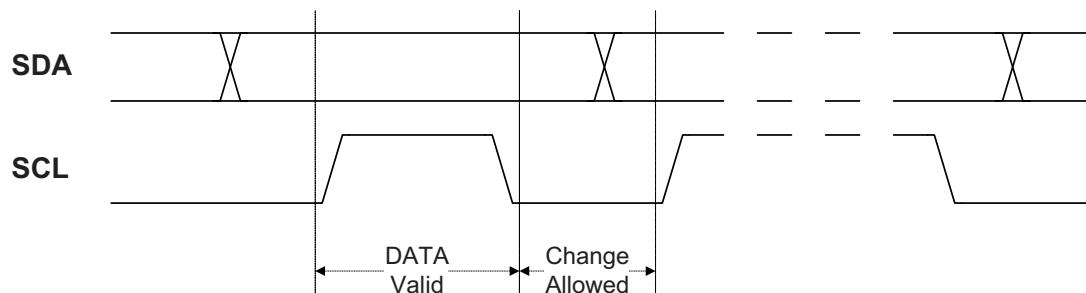 SDA
SCL
DATA
Valid
Change
Allowed